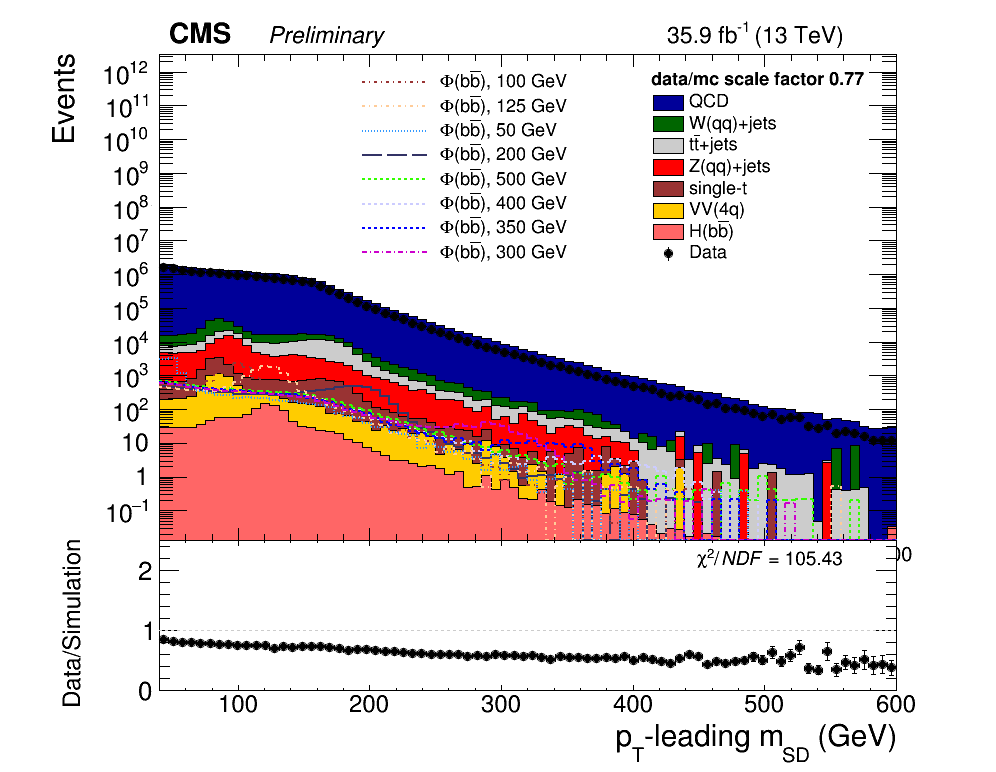 CMS Preliminary 35.9 fb⁻¹ (13 TeV)
Events
10¹²
10¹¹
10¹⁰
10⁹
10⁸
10⁷
10⁶
10⁵
10⁴
10³
10²
10
1
10⁻¹
Φ(bb̅), 100 GeV
Φ(bb̅), 125 GeV
Φ(bb̅), 50 GeV
Φ(bb̅), 200 GeV
Φ(bb̅), 500 GeV
Φ(bb̅), 400 GeV
Φ(bb̅), 350 GeV
Φ(bb̅), 300 GeV
data/mc scale factor 0.77
QCD
W(qq)+jets
tt̅+jets
Z(qq)+jets
single-t
VV(4q)
H(bb̅)
Data
χ²/NDF = 105.43
00
Data/Simulation
2
1
0
100 200 300 400 500 600
p_T-leading m_SD (GeV)